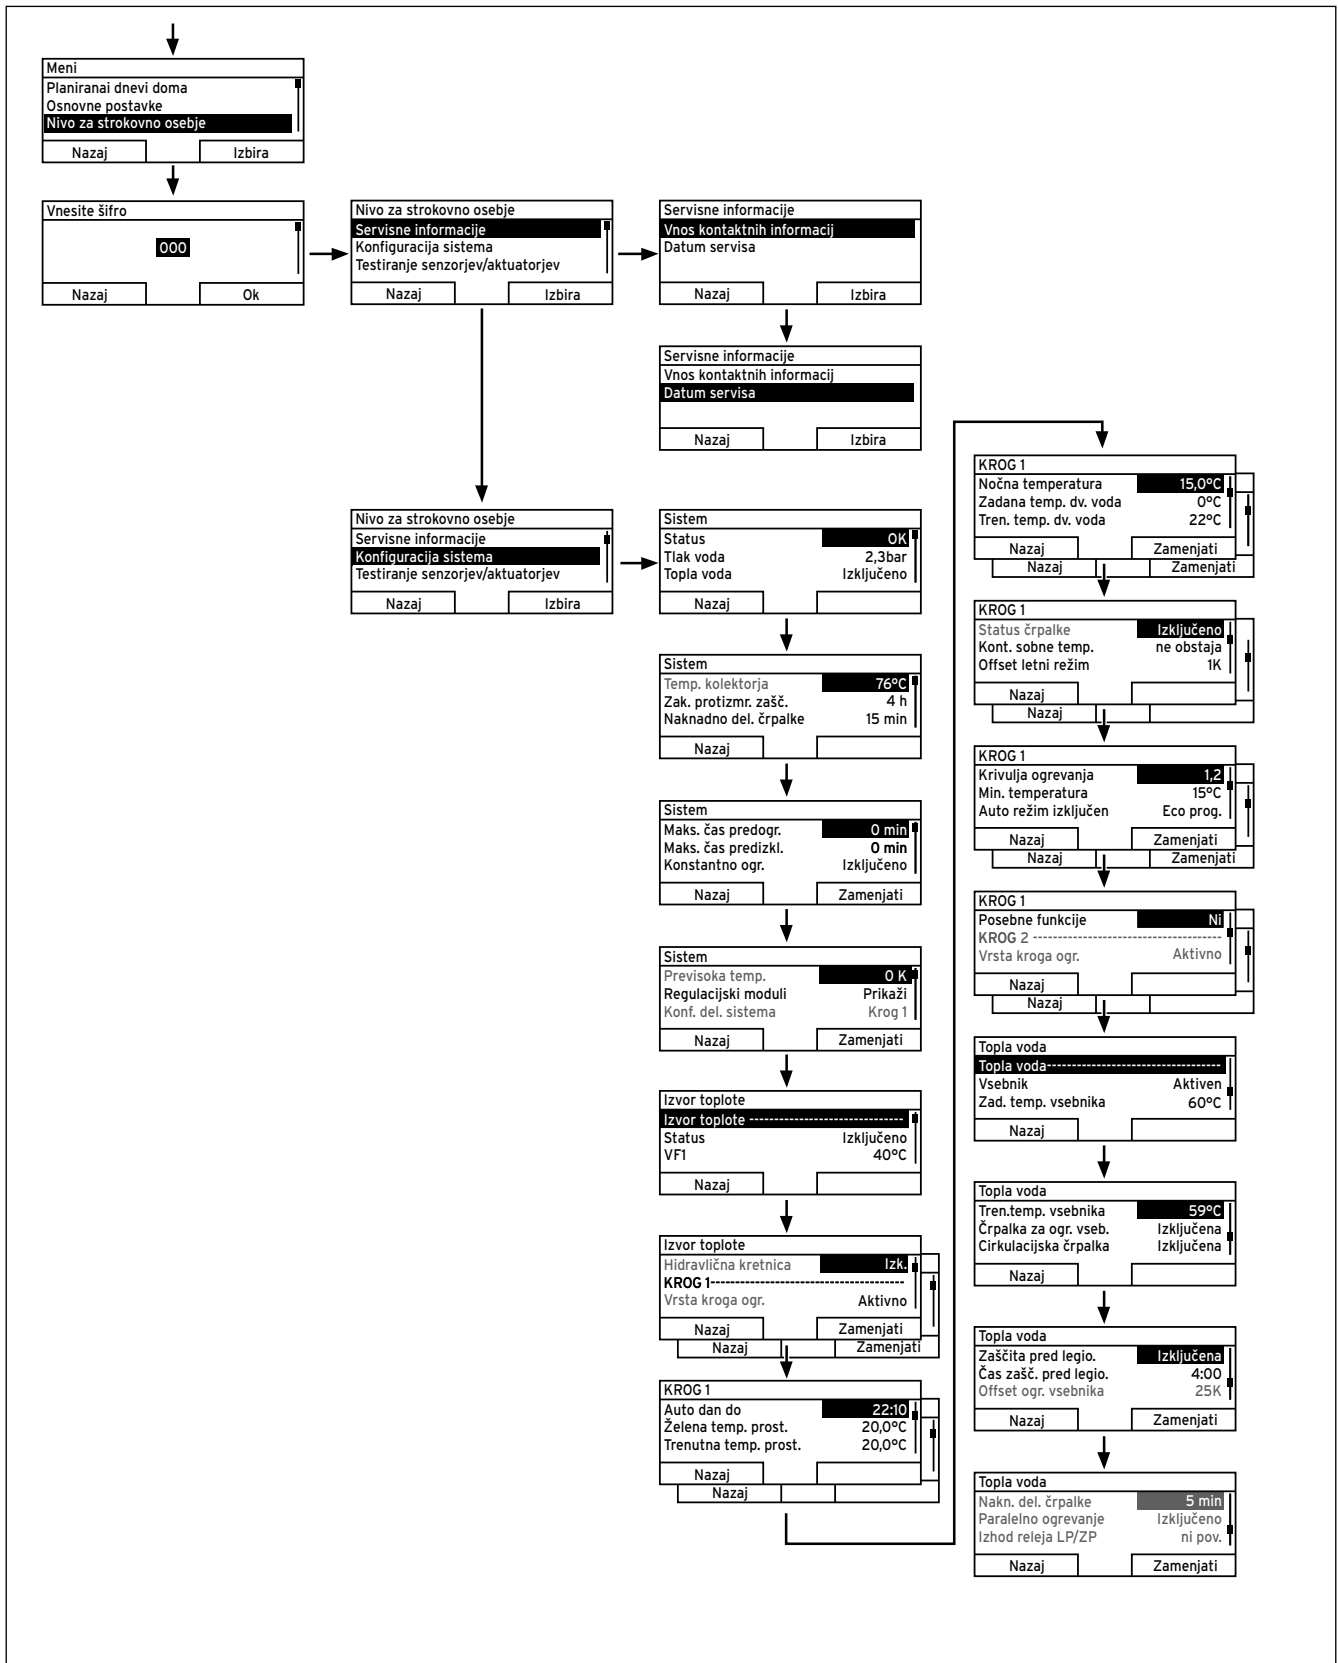 Meni
Planiranai dnevi doma
Osnovne postavke
Nivo za strokovno osebje
Nazaj Izbira
Vnesite šifro
000
Nazaj Ok
Nivo za strokovno osebje
Servisne informacije
Konfiguracija sistema
Testiranje senzorjev/aktuatorjev
Nazaj Izbira
Servisne informacije
Vnos kontaktnih informacij
Datum servisa
Nazaj Izbira
Servisne informacije
Vnos kontaktnih informacij
Datum servisa
Nazaj Izbira
Nivo za strokovno osebje
Servisne informacije
Konfiguracija sistema
Testiranje senzorjev/aktuatorjev
Nazaj Izbira
Sistem
Status OK
Tlak voda 2,3bar
Topla voda Izključeno
Nazaj
Sistem
Temp. kolektorja 76°C
Zak. protizmr. zašč. 4 h
Naknadno del. črpalke 15 min
Nazaj
Sistem
Maks. čas predogr. 0 min
Maks. čas predizkl. 0 min
Konstantno ogr. Izključeno
Nazaj Zamenjati
Sistem
Previsoka temp. 0 K
Regulacijski moduli Prikaži
Konf. del. sistema Krog 1
Nazaj Zamenjati
Izvor toplote
Izvor toplote -------------------------------
Status Izključeno
VF1 40°C
Nazaj
Izvor toplote
Hidravlična kretnica Izk.
KROG 1---------------------------------------
Vrsta kroga ogr. Aktivno
Nazaj Zamenjati
Nazaj Zamenjati
KROG 1
Auto dan do 22:10
Želena temp. prost. 20,0°C
Trenutna temp. prost. 20,0°C
Nazaj
Nazaj
KROG 1
Nočna temperatura 15,0°C
Zadana temp. dv. voda 0°C
Tren. temp. dv. voda 22°C
Nazaj Zamenjati
Nazaj Zamenjati
KROG 1
Status črpalke Izključeno
Kont. sobne temp. ne obstaja
Offset letni režim 1K
Nazaj
Nazaj
KROG 1
Krivulja ogrevanja 1,2
Min. temperatura 15°C
Auto režim izključen Eco prog.
Nazaj Zamenjati
Nazaj Zamenjati
KROG 1
Posebne funkcije Ni
KROG 2 --------------------------------------
Vrsta kroga ogr. Aktivno
Nazaj
Nazaj
Topla voda
Topla voda-----------------------------------
Vsebnik Aktiven
Zad. temp. vsebnika 60°C
Nazaj
Topla voda
Tren.temp. vsebnika 59°C
Črpalka za ogr. vseb. Izključena
Cirkulacijska črpalka Izključena
Nazaj
Topla voda
Zaščita pred legio. Izključena
Čas zašč. pred legio. 4:00
Offset ogr. vsebnika 25K
Nazaj Zamenjati
Topla voda
Nakn. del. črpalke 5 min
Paralelno ogrevanje Izključeno
Izhod releja LP/ZP ni pov.
Nazaj Zamenjati